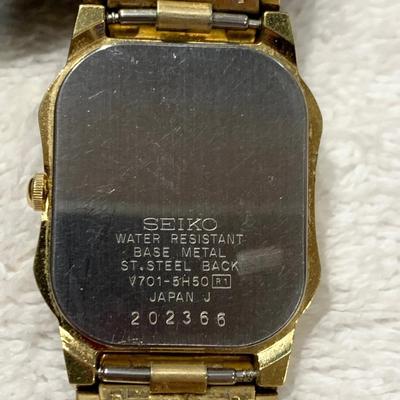 SEIKO
WATER RESISTANT
BASE METAL
ST.STEEL BACK
V701-5H50 R1
JAPAN J
202366